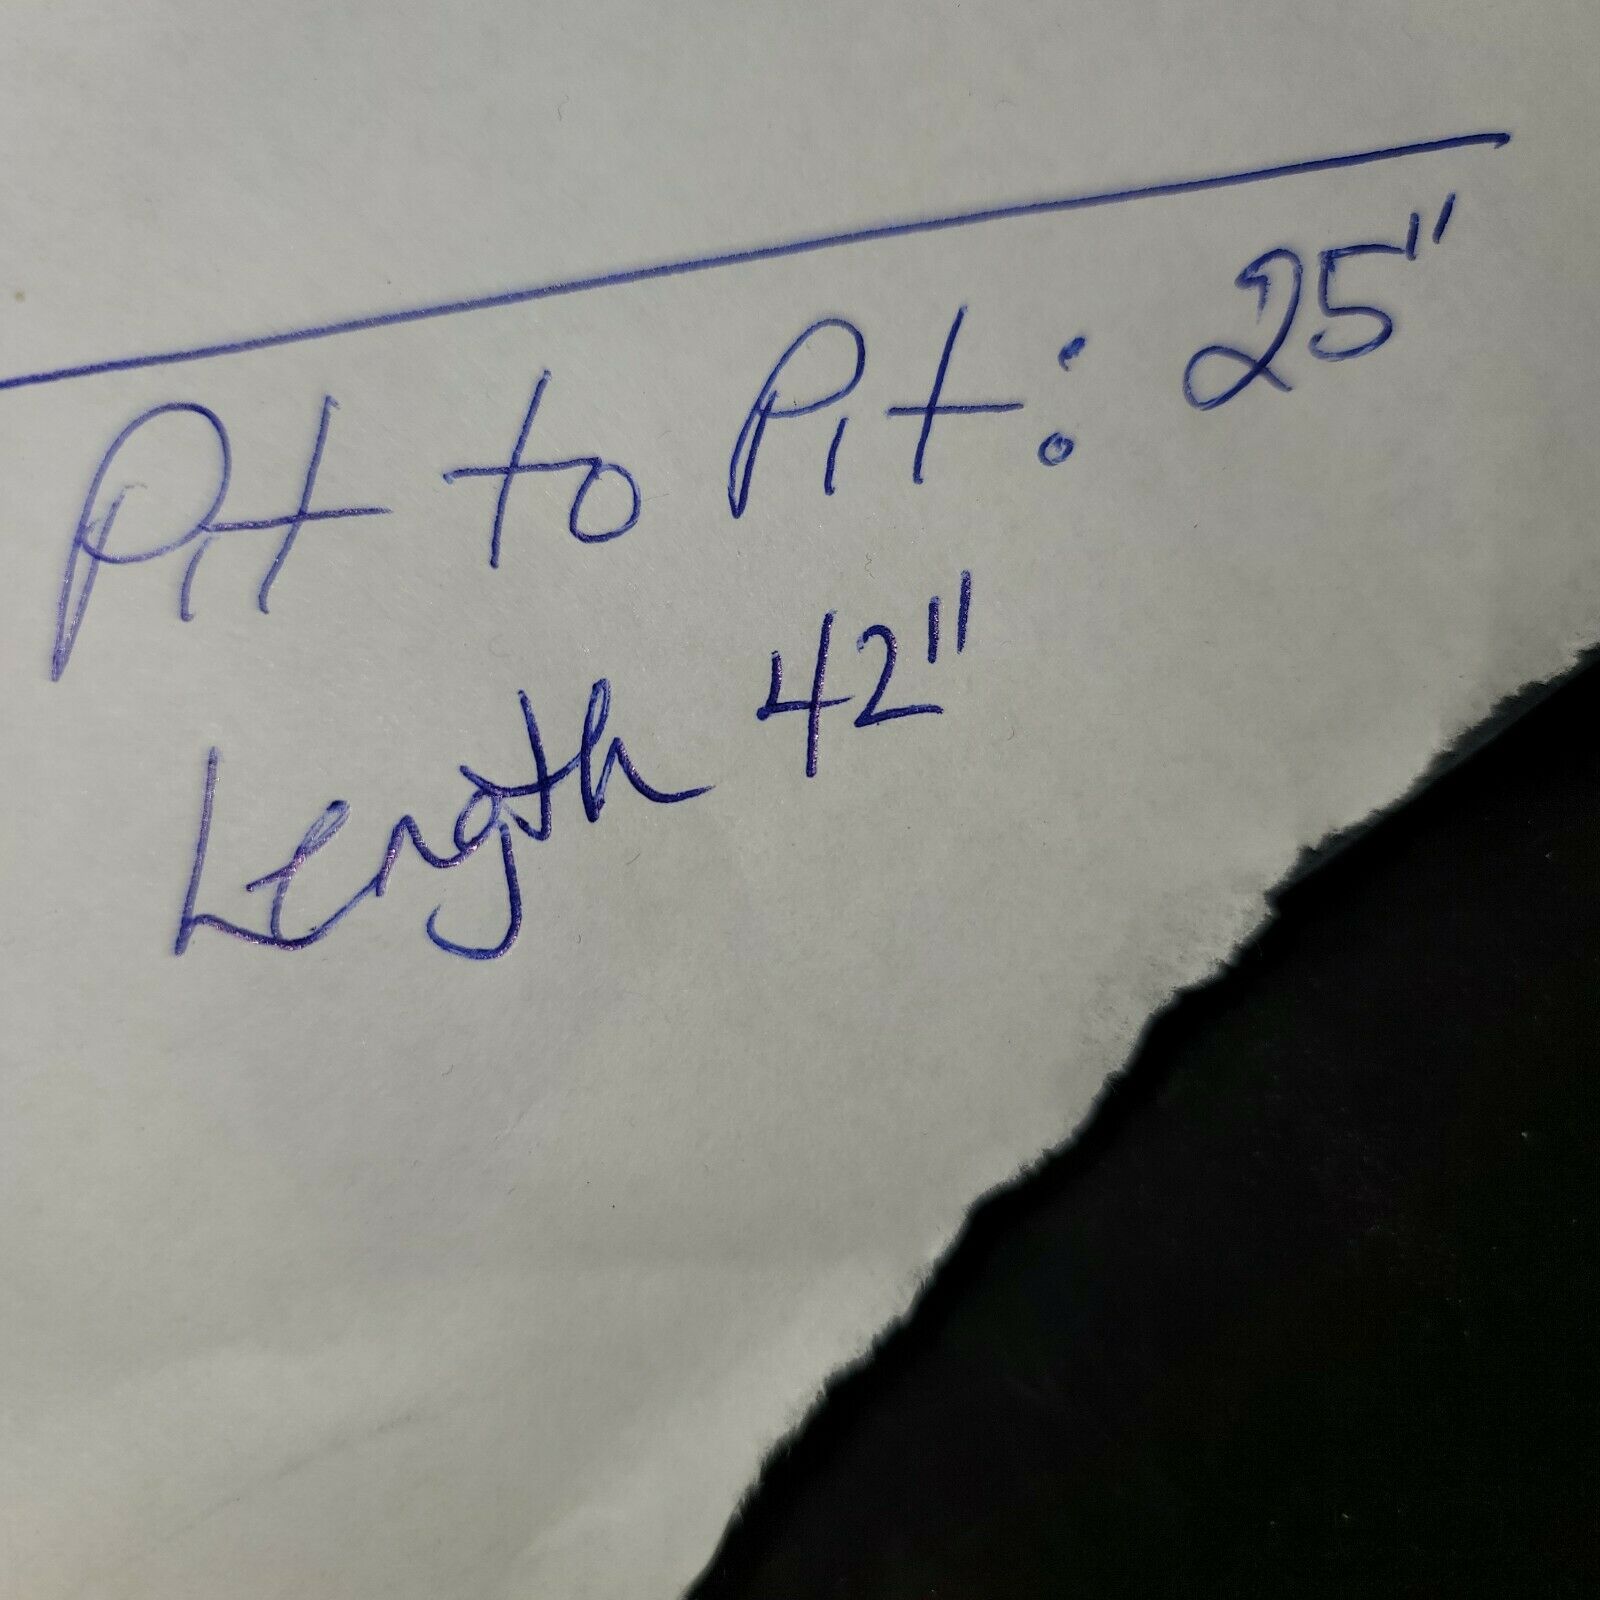 Pit to Pit: 25"
Length 42"